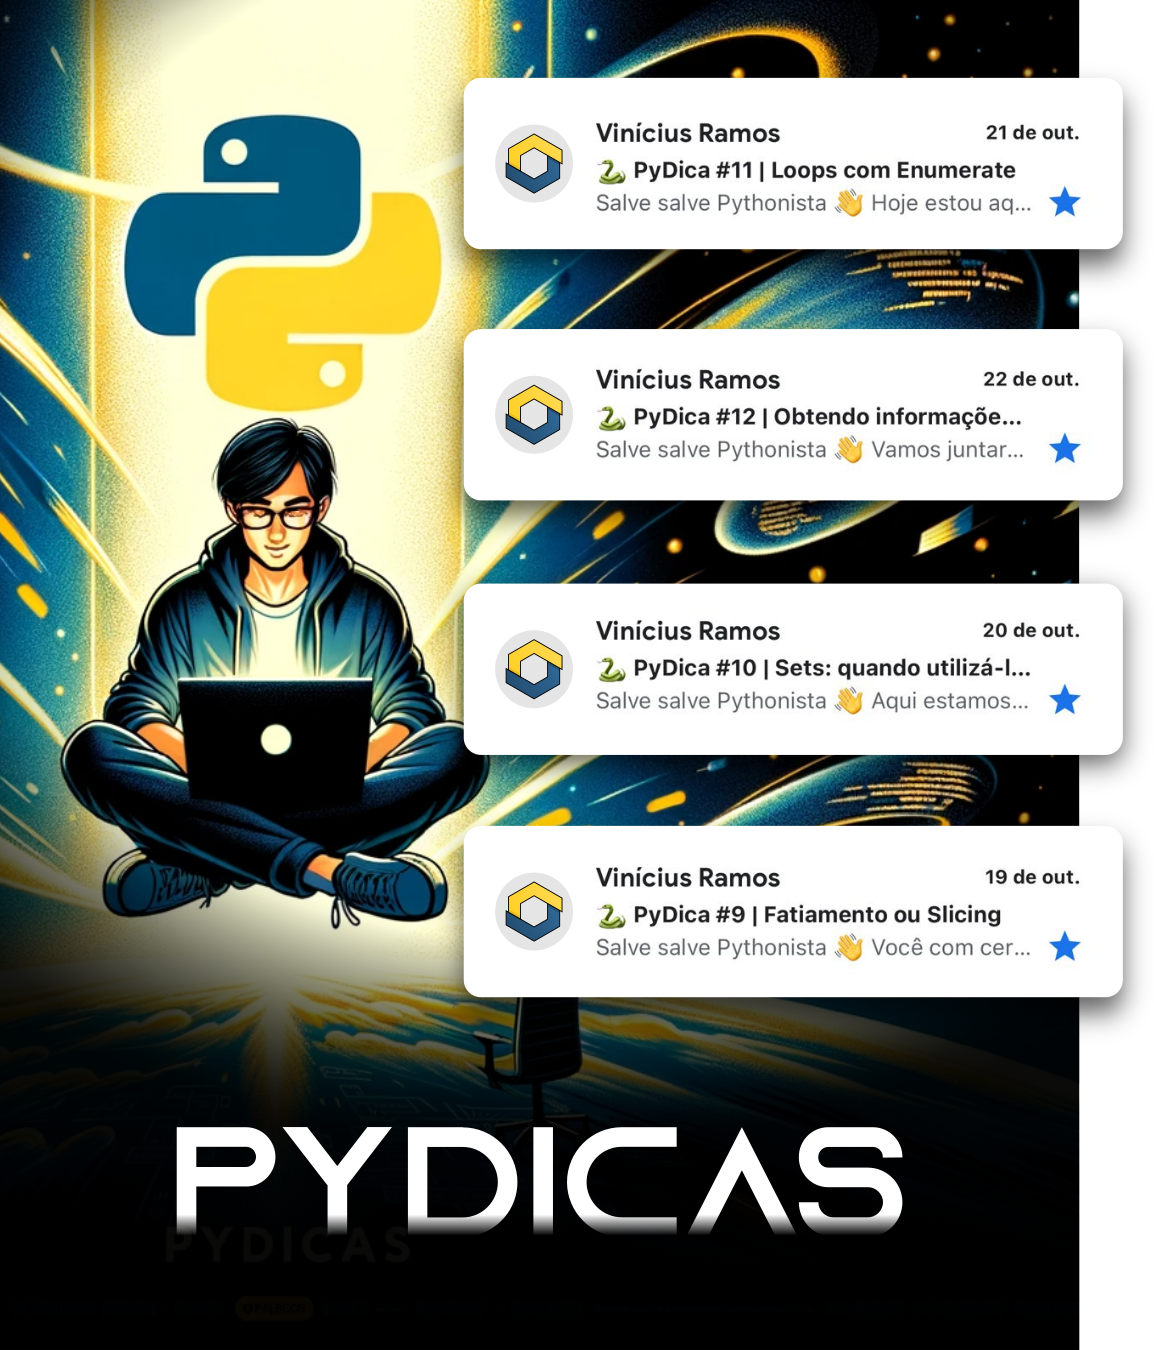 Vinícius Ramos
21 de out.
🐍 PyDica #11 | Loops com Enumerate
Salve salve Pythonista 👋 Hoje estou aq...
Vinícius Ramos
22 de out.
🐍 PyDica #12 | Obtendo informaçõe...
Salve salve Pythonista 👋 Vamos juntar...
Vinícius Ramos
20 de out.
🐍 PyDica #10 | Sets: quando utilizá-l...
Salve salve Pythonista 👋 Aqui estamos...
Vinícius Ramos
19 de out.
🐍 PyDica #9 | Fatiamento ou Slicing
Salve salve Pythonista 👋 Você com cer...
PYDICAS
PYDICAS